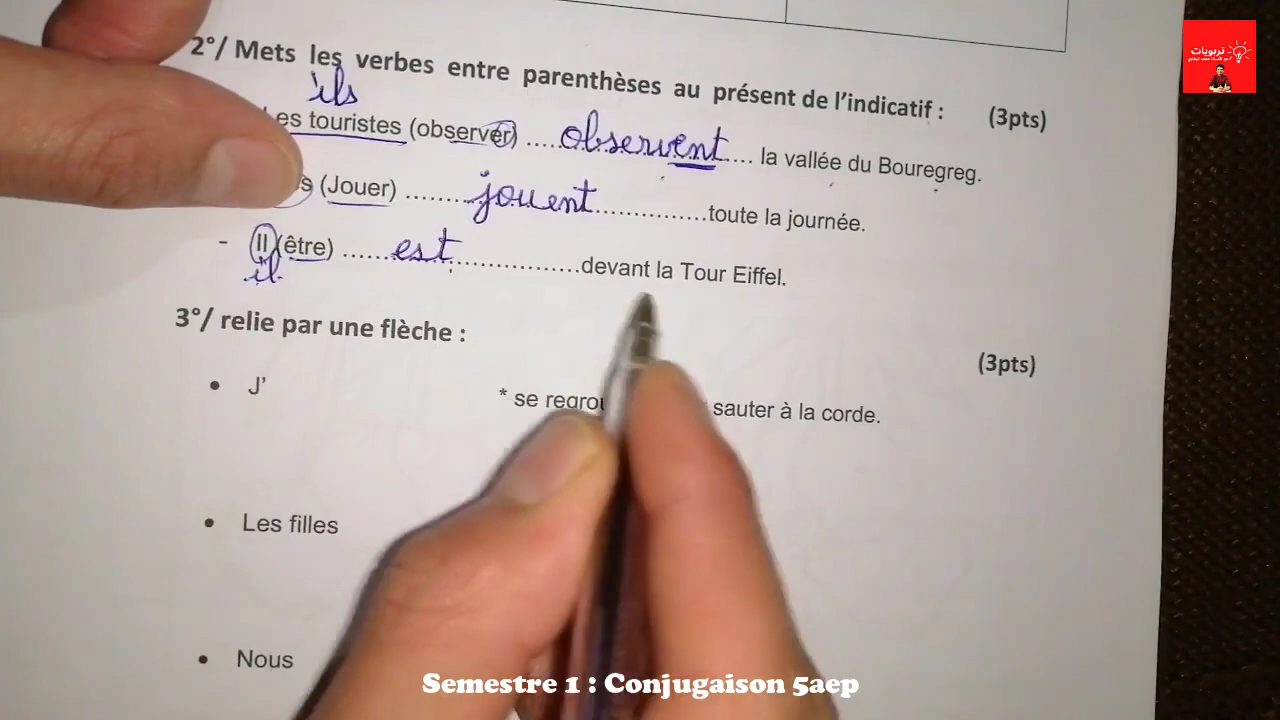 2°/ Mets les verbes entre parenthèses au présent de l'indicatif : (3pts)
ils
es touristes (observer) ....observent.... la vallée du Bouregreg.
s (Jouer) ........jouent...............toute la journée.
- Il (être) ......est.................devant la Tour Eiffel.
il
3°/ relie par une flèche :
(3pts)
• J' * se regrou sauter à la corde.
• Les filles
• Nous
Semestre 1 : Conjugaison 5aep
تربويات